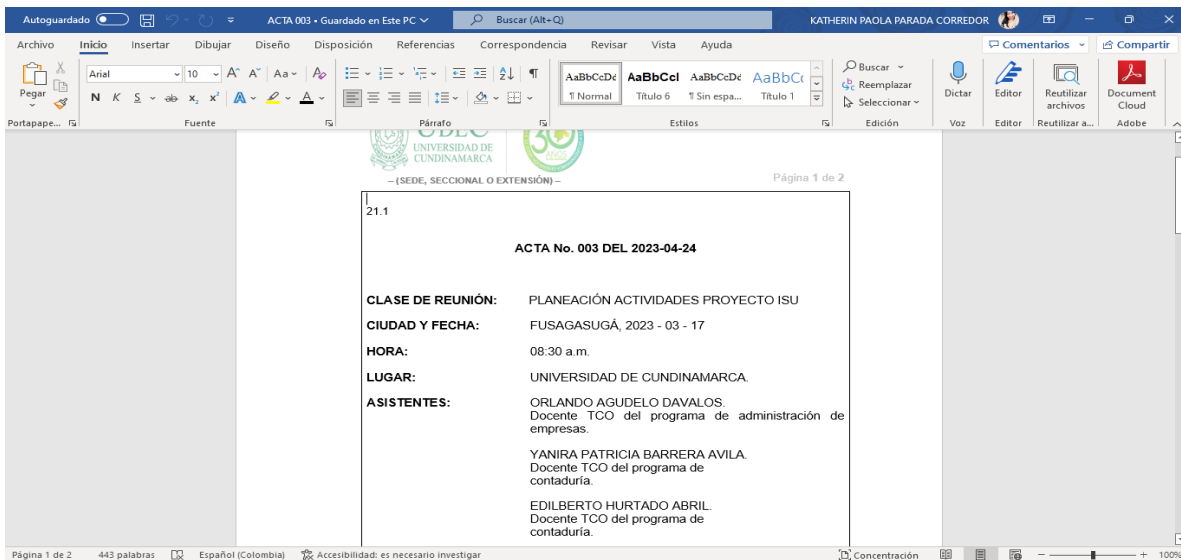 Autoguardado
ACTA 003 • Guardado en Este PC
Buscar (Alt+Q)
KATHERIN PAOLA PARADA CORREDOR
Archivo Inicio Insertar Dibujar Diseño Disposición Referencias Correspondencia Revisar Vista Ayuda
Comentarios Compartir
Pegar
Arial 10 A A Aa A
N K S ab x₂ x² A A
AaBbCcDd AaBbCcl AaBbCcDd AaBbC
¶ Normal Título 6 ¶ Sin espa... Título 1
Buscar
Reemplazar
Seleccionar
Dictar
Editor
Reutilizar archivos
Document Cloud
Portapape... Fuente Párrafo Estilos Edición Voz Editor Reutilizar a... Adobe
UDEC
UNIVERSIDAD DE
CUNDINAMARCA
30
AÑOS
– (SEDE, SECCIONAL O EXTENSIÓN) –
Página 1 de 2
21.1
ACTA No. 003 DEL 2023-04-24
CLASE DE REUNIÓN: PLANEACIÓN ACTIVIDADES PROYECTO ISU
CIUDAD Y FECHA: FUSAGASUGÁ, 2023 - 03 - 17
HORA: 08:30 a.m.
LUGAR: UNIVERSIDAD DE CUNDINAMARCA.
ASISTENTES: ORLANDO AGUDELO DAVALOS.
Docente TCO del programa de administración de
empresas.
YANIRA PATRICIA BARRERA AVILA.
Docente TCO del programa de
contaduría.
EDILBERTO HURTADO ABRIL.
Docente TCO del programa de
contaduría.
Página 1 de 2 443 palabras Español (Colombia) Accesibilidad: es necesario investigar Concentración 100%